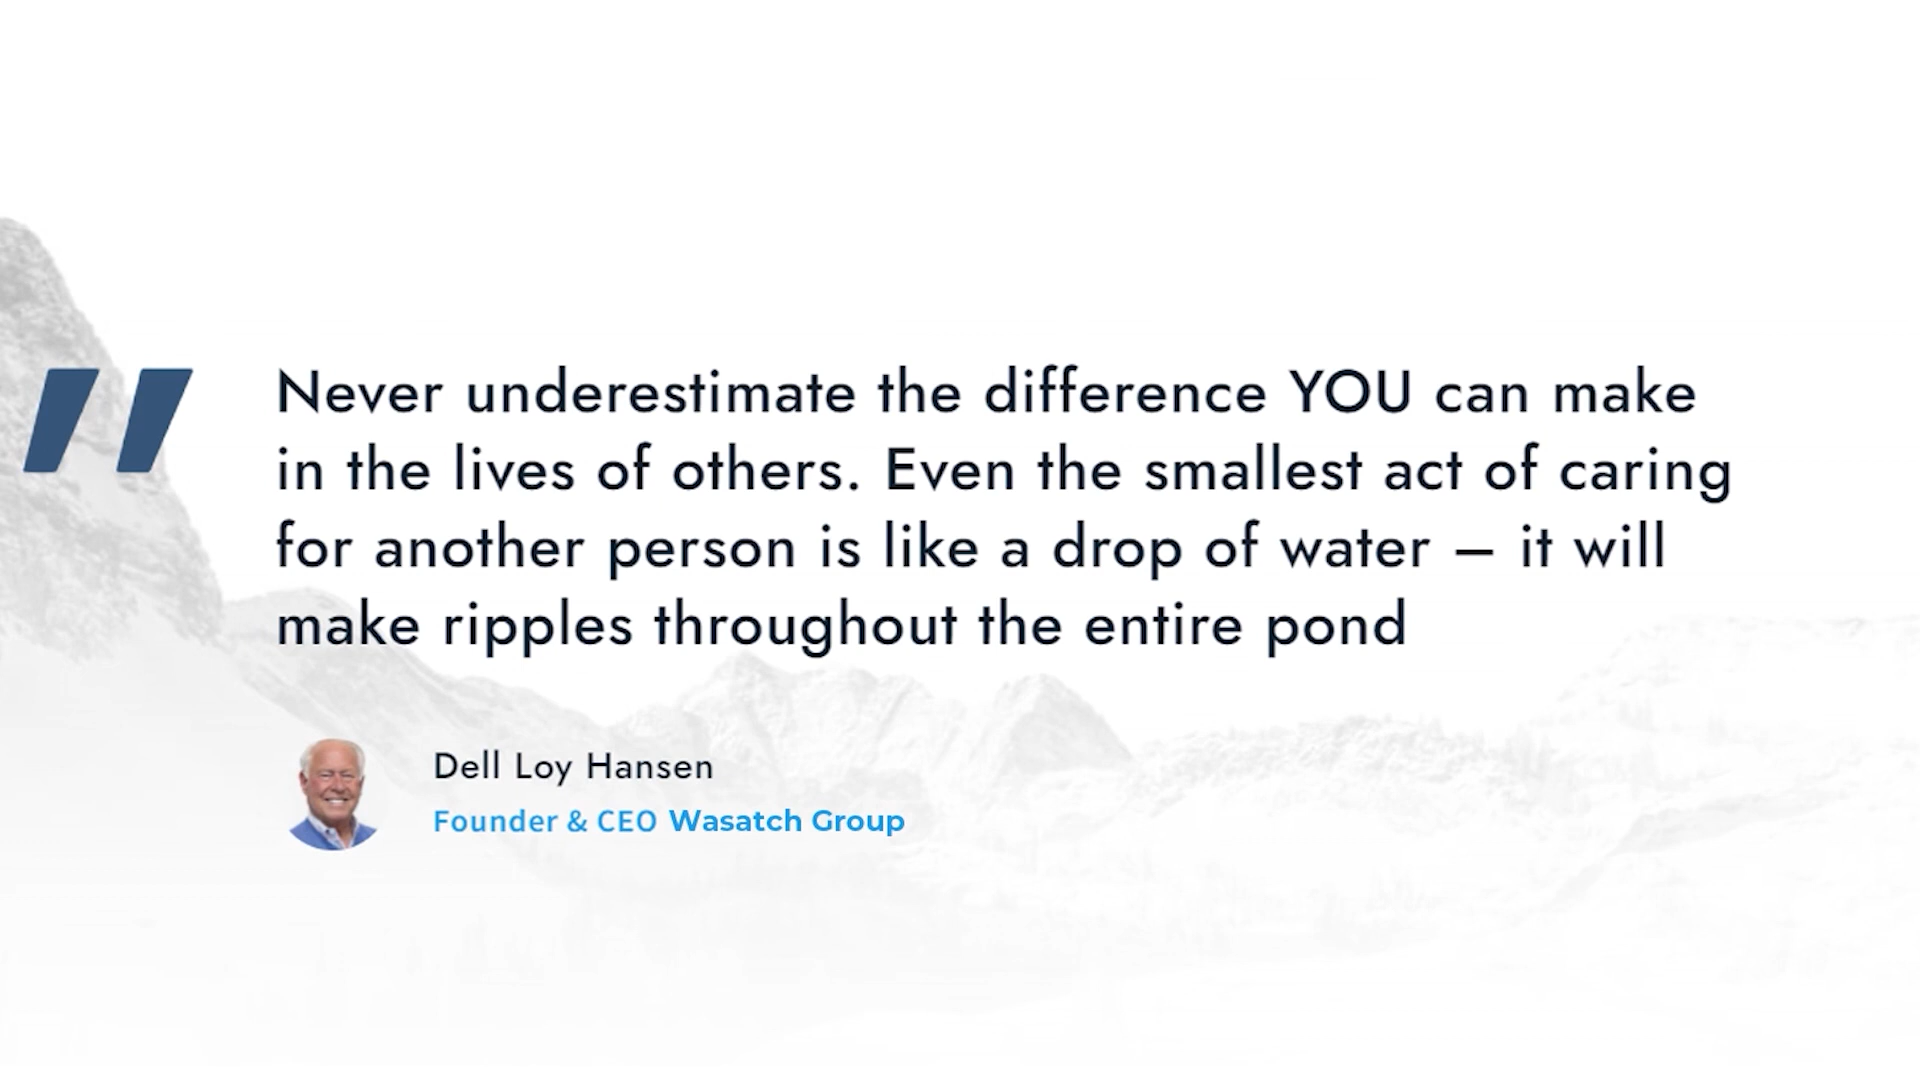 "
Never underestimate the difference YOU can make
in the lives of others. Even the smallest act of caring
for another person is like a drop of water – it will
make ripples throughout the entire pond
Dell Loy Hansen
Founder & CEO Wasatch Group